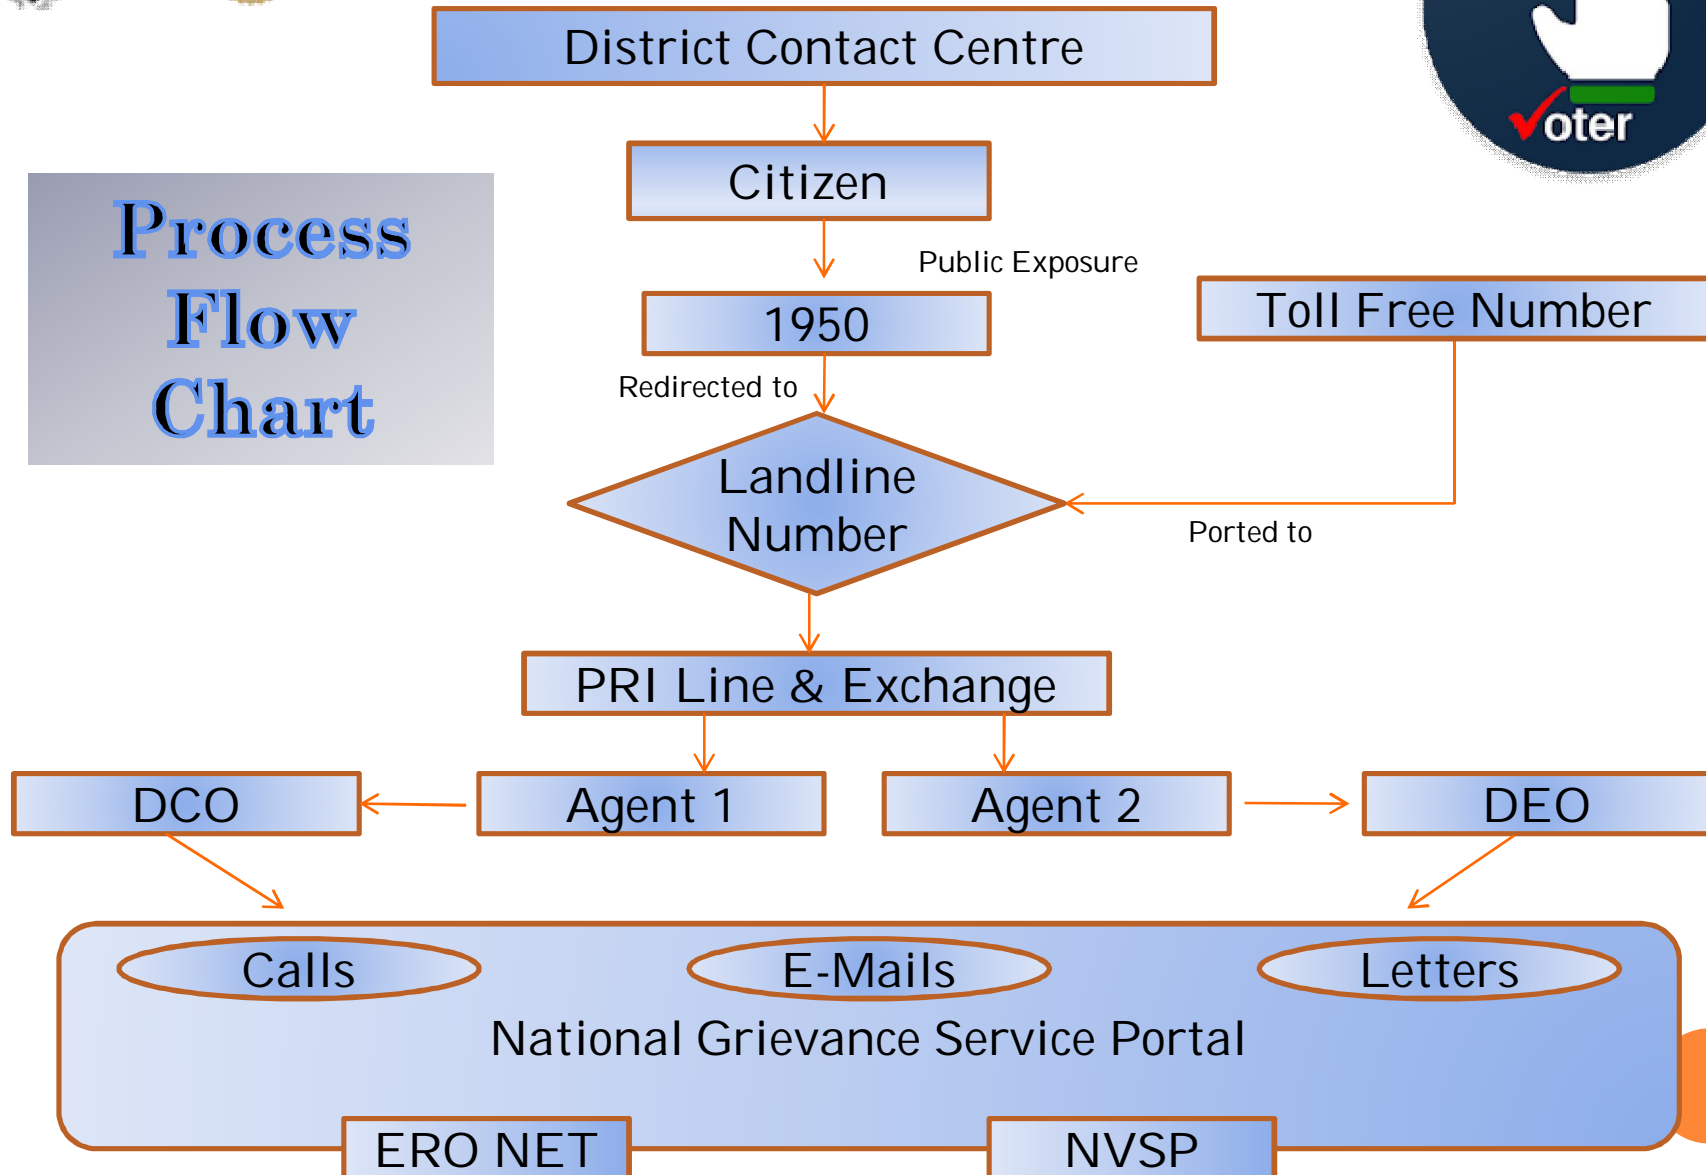 District Contact Centre
Voter
Citizen
Process
Flow
Chart
Public Exposure
1950
Toll Free Number
Redirected to
Landline
Number
Ported to
PRI Line & Exchange
DCO
Agent 1
Agent 2
DEO
Calls
E-Mails
Letters
National Grievance Service Portal
ERO NET
NVSP